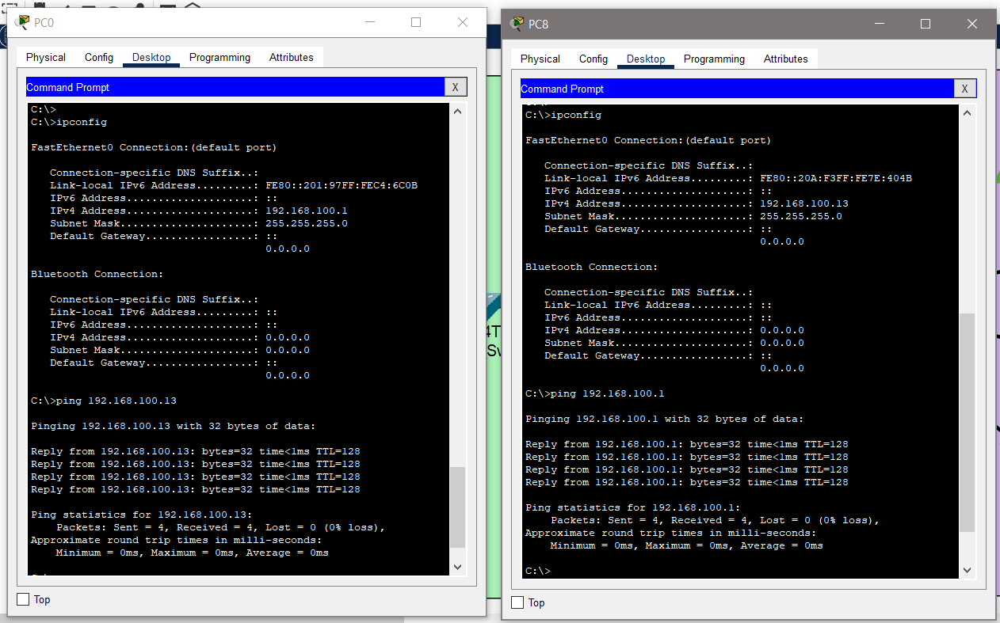 PC0
Physical Config Desktop Programming Attributes
Command Prompt X
C:\>
C:\>ipconfig
FastEthernet0 Connection:(default port)
Connection-specific DNS Suffix..:
Link-local IPv6 Address.........: FE80::201:97FF:FEC4:6C0B
IPv6 Address....................: ::
IPv4 Address....................: 192.168.100.1
Subnet Mask.....................: 255.255.255.0
Default Gateway.................: ::
0.0.0.0
Bluetooth Connection:
Connection-specific DNS Suffix..:
Link-local IPv6 Address.........: ::
IPv6 Address....................: ::
IPv4 Address....................: 0.0.0.0
Subnet Mask.....................: 0.0.0.0
Default Gateway.................: ::
0.0.0.0
C:\>ping 192.168.100.13
Pinging 192.168.100.13 with 32 bytes of data:
Reply from 192.168.100.13: bytes=32 time<1ms TTL=128
Reply from 192.168.100.13: bytes=32 time<1ms TTL=128
Reply from 192.168.100.13: bytes=32 time<1ms TTL=128
Reply from 192.168.100.13: bytes=32 time<1ms TTL=128
Ping statistics for 192.168.100.13:
Packets: Sent = 4, Received = 4, Lost = 0 (0% loss),
Approximate round trip times in milli-seconds:
Minimum = 0ms, Maximum = 0ms, Average = 0ms
Top
PC8
Physical Config Desktop Programming Attributes
Command Prompt X
C:\>ipconfig
FastEthernet0 Connection:(default port)
Connection-specific DNS Suffix..:
Link-local IPv6 Address.........: FE80::20A:F3FF:FE7E:404B
IPv6 Address....................: ::
IPv4 Address....................: 192.168.100.13
Subnet Mask.....................: 255.255.255.0
Default Gateway.................: ::
0.0.0.0
Bluetooth Connection:
Connection-specific DNS Suffix..:
Link-local IPv6 Address.........: ::
IPv6 Address....................: ::
IPv4 Address....................: 0.0.0.0
Subnet Mask.....................: 0.0.0.0
Default Gateway.................: ::
0.0.0.0
C:\>ping 192.168.100.1
Pinging 192.168.100.1 with 32 bytes of data:
Reply from 192.168.100.1: bytes=32 time<1ms TTL=128
Reply from 192.168.100.1: bytes=32 time<1ms TTL=128
Reply from 192.168.100.1: bytes=32 time<1ms TTL=128
Reply from 192.168.100.1: bytes=32 time<1ms TTL=128
Ping statistics for 192.168.100.1:
Packets: Sent = 4, Received = 4, Lost = 0 (0% loss),
Approximate round trip times in milli-seconds:
Minimum = 0ms, Maximum = 0ms, Average = 0ms
C:\>
Top